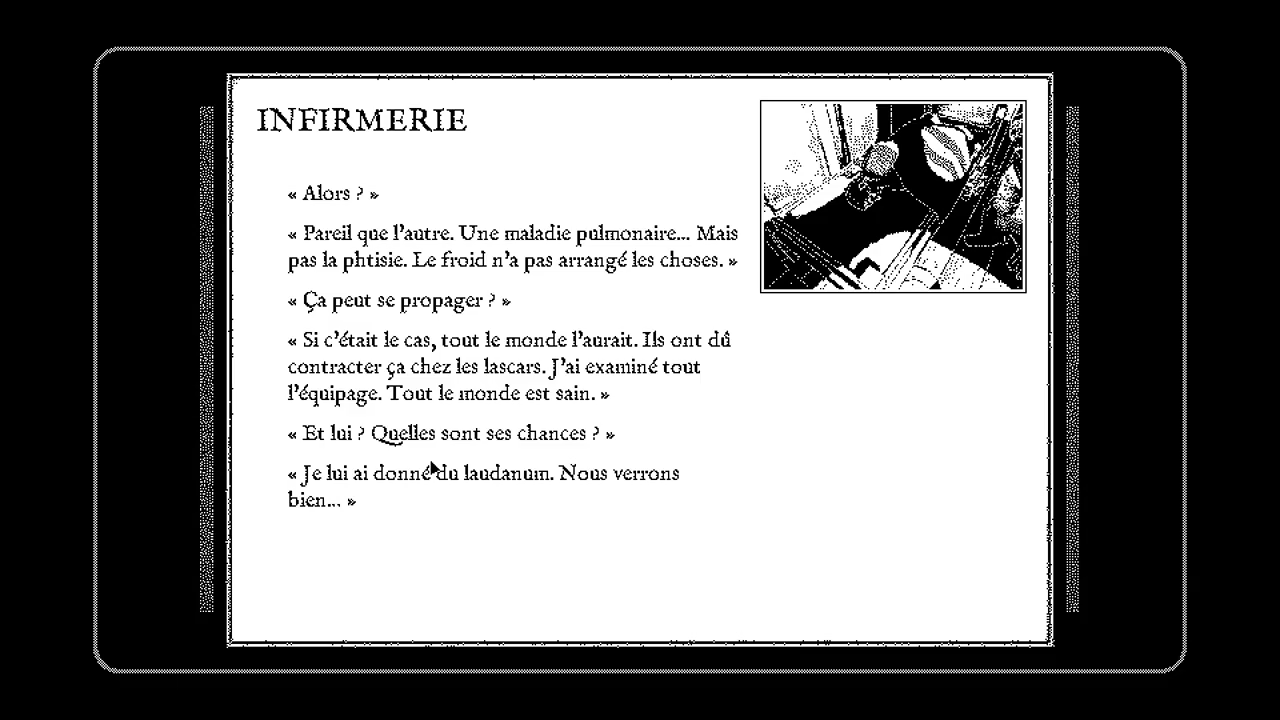 INFIRMERIE
« Alors ? »
« Pareil que l'autre. Une maladie pulmonaire... Mais
pas la phtisie. Le froid n'a pas arrangé les choses. »
« Ça peut se propager ? »
« Si c'était le cas, tout le monde l'aurait. Ils ont dû
contracter ça chez les lascars. J'ai examiné tout
l'équipage. Tout le monde est sain. »
« Et lui ? Quelles sont ses chances ? »
« Je lui ai donné du laudanum. Nous verrons
bien... »